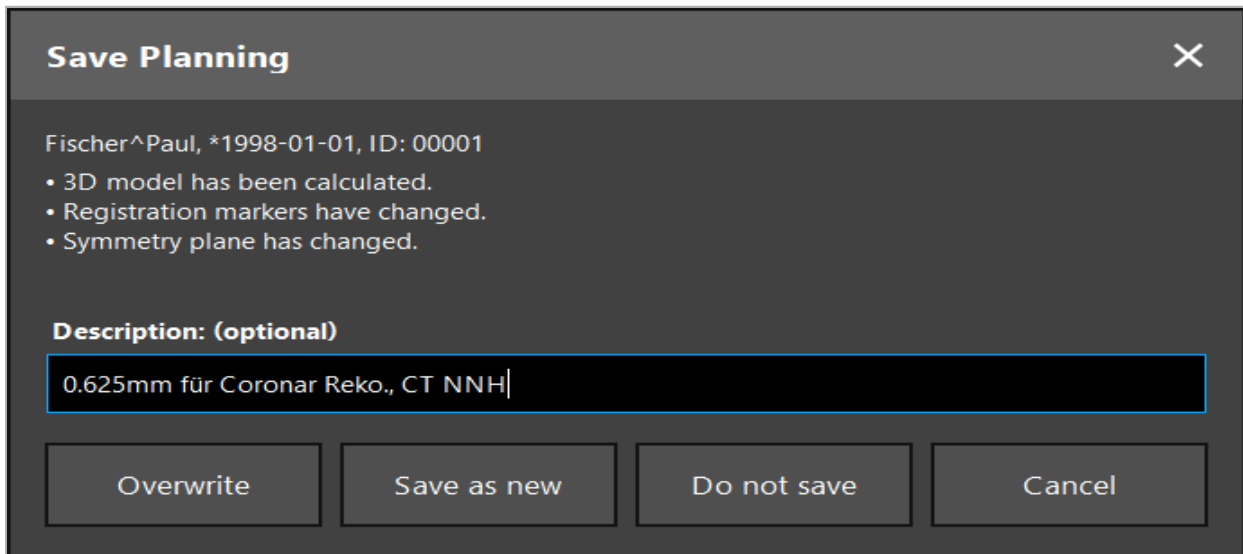 Save Planning
Fischer^Paul, *1998-01-01, ID: 00001
• 3D model has been calculated.
• Registration markers have changed.
• Symmetry plane has changed.
Description: (optional)
0.625mm für Coronar Reko., CT NNH
Overwrite Save as new Do not save Cancel